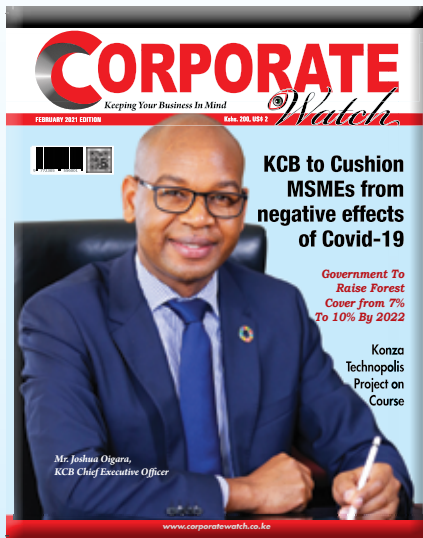 CORPORATE
Keeping Your Business In Mind
Watch
FEBRUARY 2021 EDITION
Kshs. 200, US$ 2
KCB to Cushion
MSMEs from
negative effects
of Covid-19
Government To
Raise Forest
Cover from 7%
To 10% By 2022
Konza
Technopolis
Project on
Course
Mr. Joshua Oigara,
KCB Chief Executive Officer
www.corporatewatch.co.ke